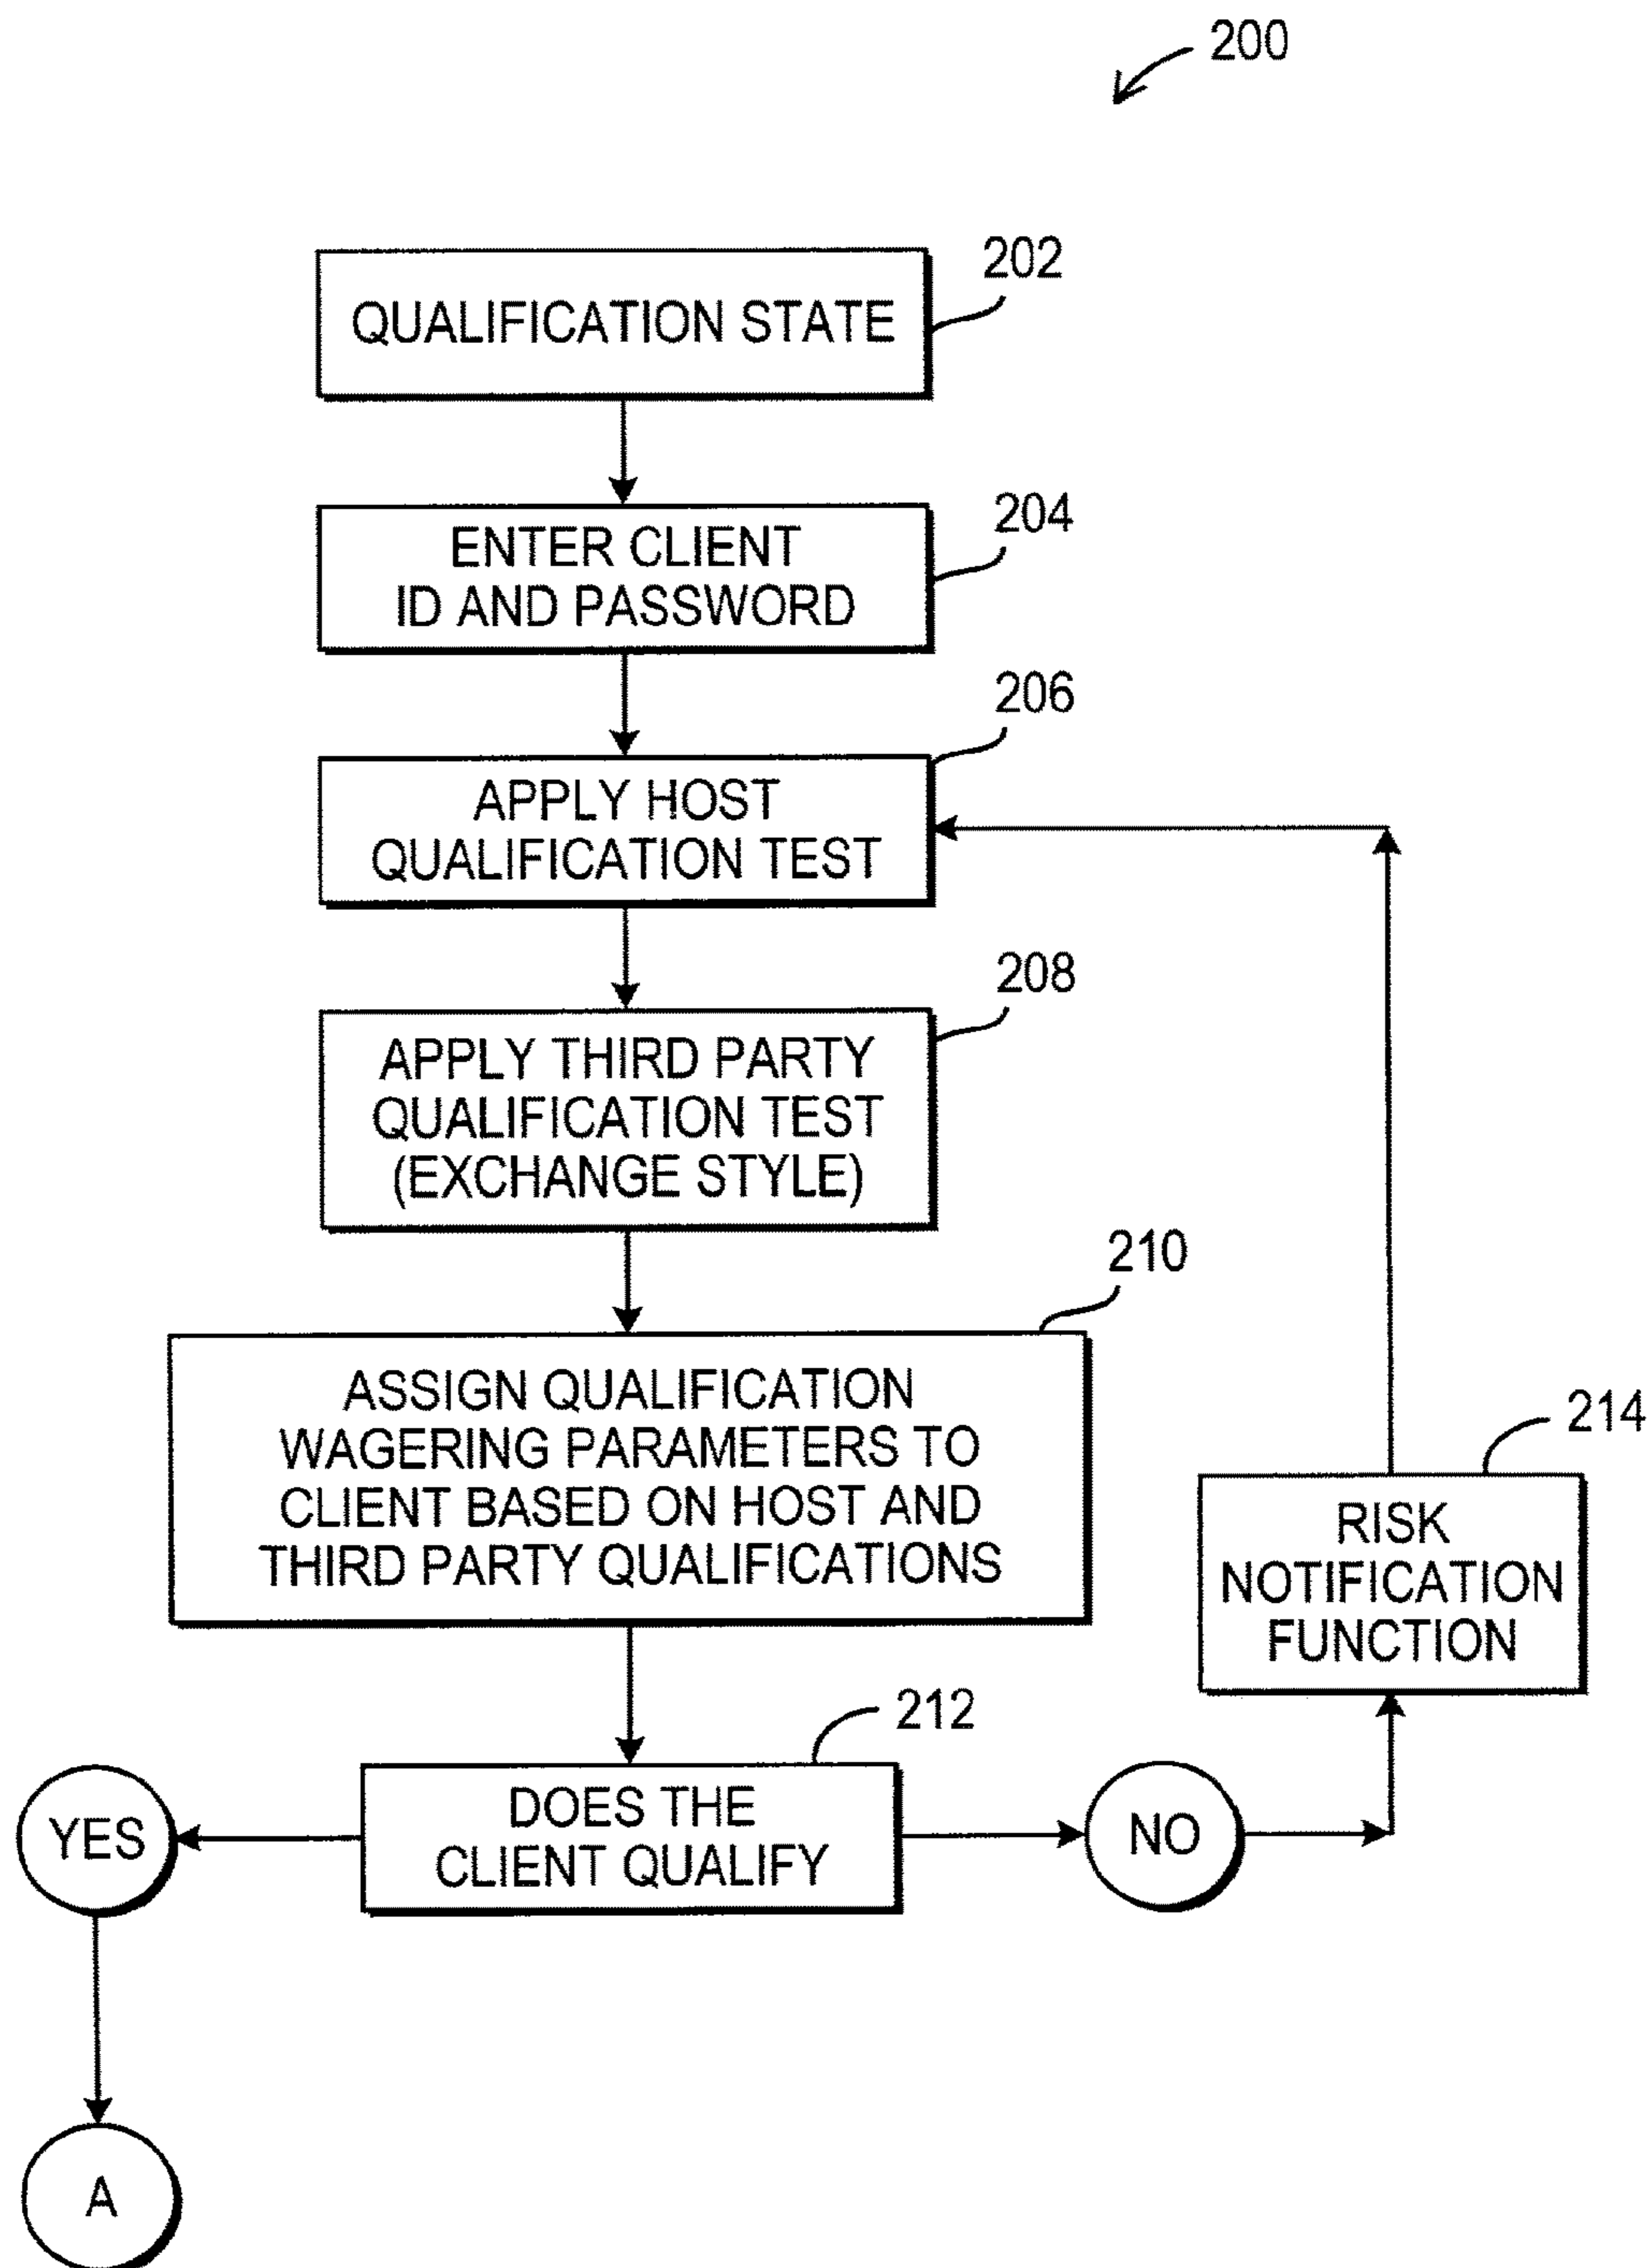 200
202
QUALIFICATION STATE
204
ENTER CLIENT
ID AND PASSWORD
206
APPLY HOST
QUALIFICATION TEST
208
APPLY THIRD PARTY
QUALIFICATION TEST
(EXCHANGE STYLE)
210
ASSIGN QUALIFICATION
WAGERING PARAMETERS TO
CLIENT BASED ON HOST AND
THIRD PARTY QUALIFICATIONS
214
RISK
NOTIFICATION
FUNCTION
212
DOES THE
CLIENT QUALIFY
YES
NO
A